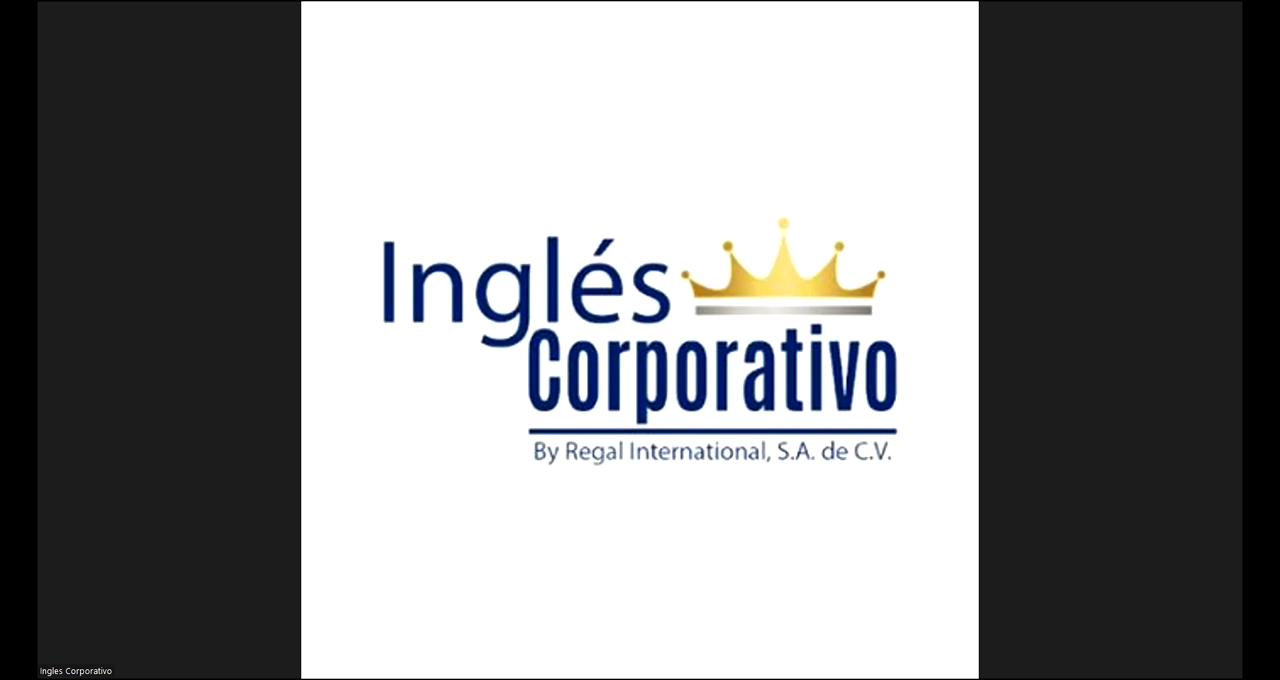 Inglés
Corporativo
By Regal International, S.A. de C.V.
Ingles Corporativo